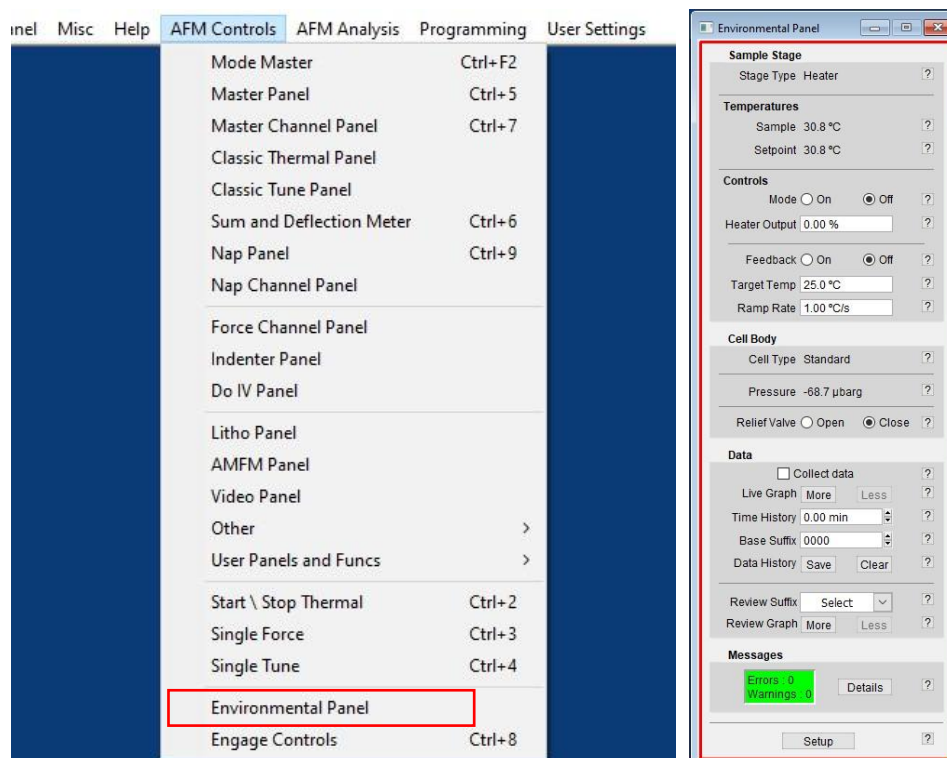 Misc Help AFM Controls AFM Analysis Programming User Settings
Mode Master Ctrl+F2
Master Panel Ctrl+5
Master Channel Panel Ctrl+7
Classic Thermal Panel
Classic Tune Panel
Sum and Deflection Meter Ctrl+6
Nap Panel Ctrl+9
Nap Channel Panel
Force Channel Panel
Indenter Panel
Do IV Panel
Litho Panel
AMFM Panel
Video Panel
Other >
User Panels and Funcs >
Start \ Stop Thermal Ctrl+2
Single Force Ctrl+3
Single Tune Ctrl+4
Environmental Panel
Engage Controls Ctrl+8
Environmental Panel
Sample Stage
Stage Type Heater ?
Temperatures
Sample 30.8 °C ?
Setpoint 30.8 °C ?
Controls
Mode On Off ?
Heater Output 0.00 % ?
Feedback On Off ?
Target Temp 25.0 °C ?
Ramp Rate 1.00 °C/s ?
Cell Body
Cell Type Standard ?
Pressure -68.7 µbarg ?
Relief Valve Open Close ?
Data
Collect data ?
Live Graph More Less ?
Time History 0.00 min ?
Base Suffix 0000 ?
Data History Save Clear ?
Review Suffix Select ?
Review Graph More Less ?
Messages
Errors : 0
Warnings : 0 Details ?
Setup ?